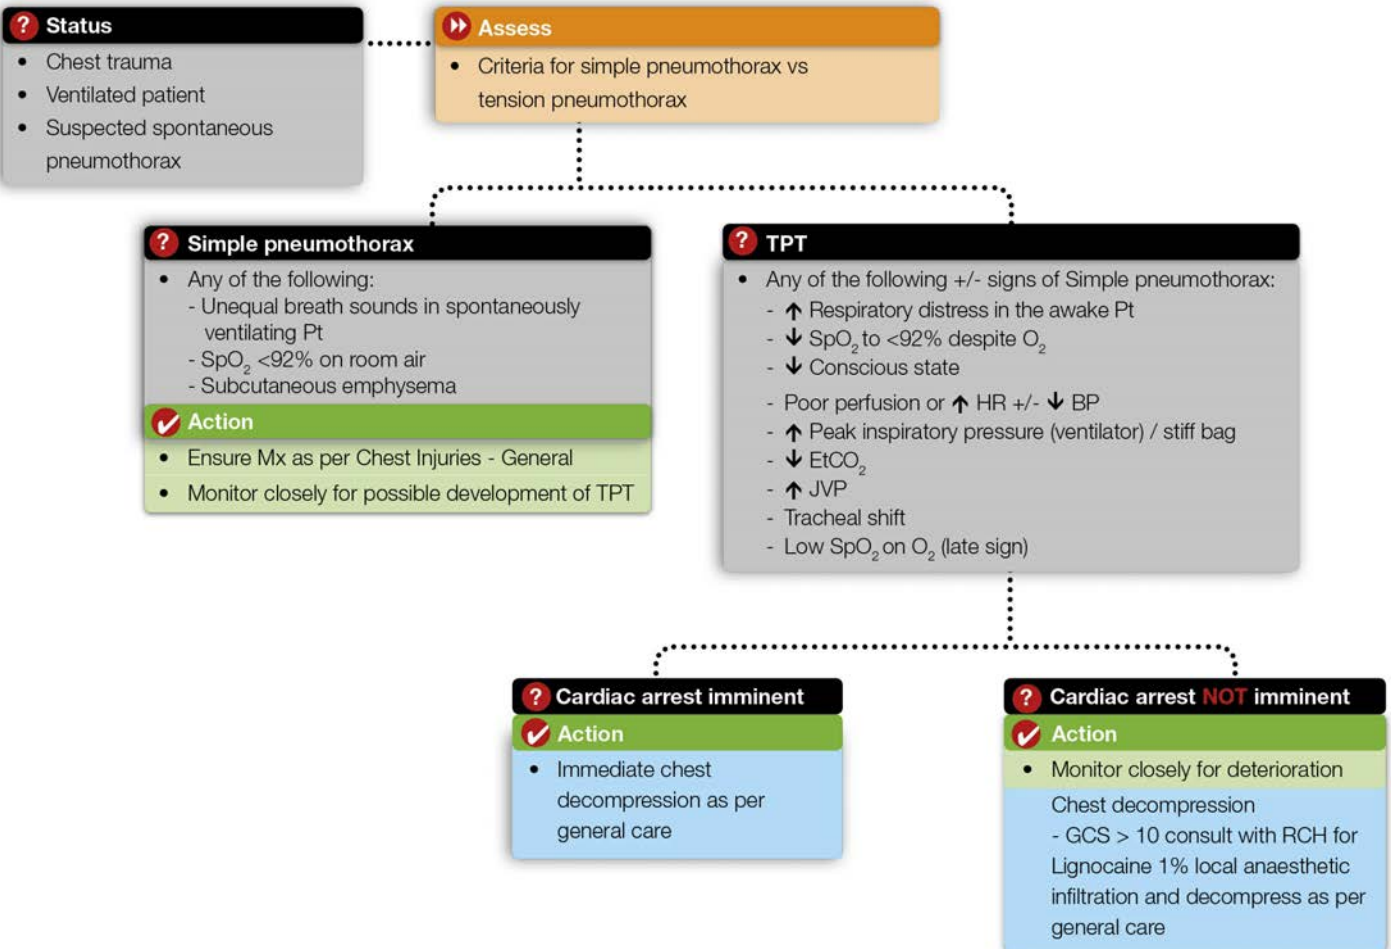 ? Status
• Chest trauma
• Ventilated patient
• Suspected spontaneous
pneumothorax
Assess
• Criteria for simple pneumothorax vs
tension pneumothorax
? Simple pneumothorax
• Any of the following:
- Unequal breath sounds in spontaneously
ventilating Pt
- SpO₂ <92% on room air
- Subcutaneous emphysema
Action
• Ensure Mx as per Chest Injuries - General
• Monitor closely for possible development of TPT
? TPT
• Any of the following +/- signs of Simple pneumothorax:
- ↑ Respiratory distress in the awake Pt
- ↓ SpO₂ to <92% despite O₂
- ↓ Conscious state
- Poor perfusion or ↑ HR +/- ↓ BP
- ↑ Peak inspiratory pressure (ventilator) / stiff bag
- ↓ EtCO₂
- ↑ JVP
- Tracheal shift
- Low SpO₂ on O₂ (late sign)
? Cardiac arrest imminent
Action
• Immediate chest
decompression as per
general care
? Cardiac arrest NOT imminent
Action
• Monitor closely for deterioration
Chest decompression
- GCS > 10 consult with RCH for
Lignocaine 1% local anaesthetic
infiltration and decompress as per
general care